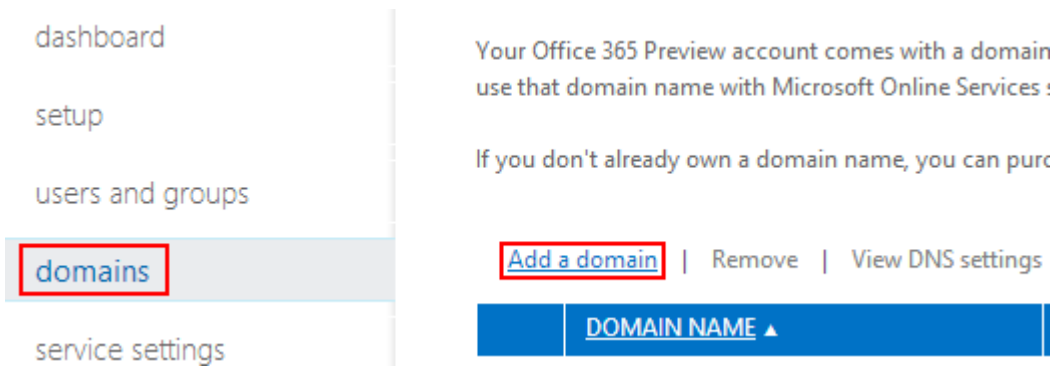 dashboard
setup
users and groups
domains
service settings
Your Office 365 Preview account comes with a domain
use that domain name with Microsoft Online Services
If you don't already own a domain name, you can
Add a domain | Remove | View DNS settings
DOMAIN NAME ▲